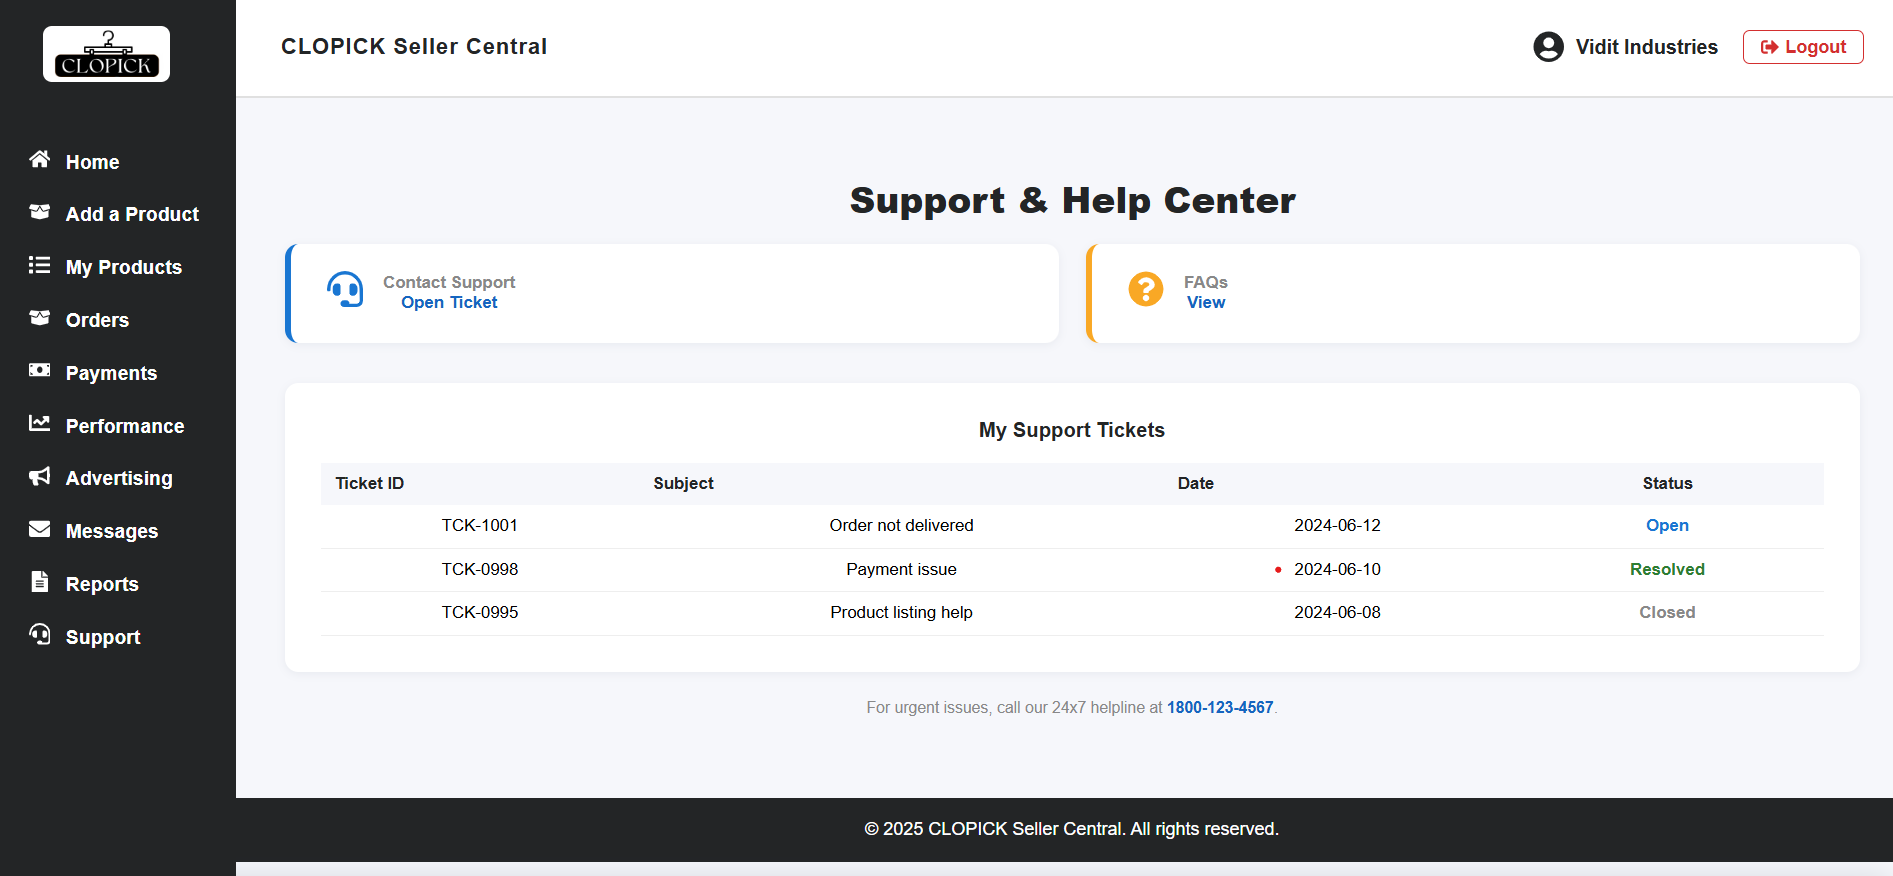 CLOPICK
CLOPICK Seller Central
Vidit Industries
Logout
Home
Add a Product
My Products
Orders
Payments
Performance
Advertising
Messages
Reports
Support
Support & Help Center
Contact Support
Open Ticket
FAQs
View
My Support Tickets
Ticket ID Subject Date Status
TCK-1001 Order not delivered 2024-06-12 Open
TCK-0998 Payment issue 2024-06-10 Resolved
TCK-0995 Product listing help 2024-06-08 Closed
For urgent issues, call our 24x7 helpline at 1800-123-4567.
© 2025 CLOPICK Seller Central. All rights reserved.